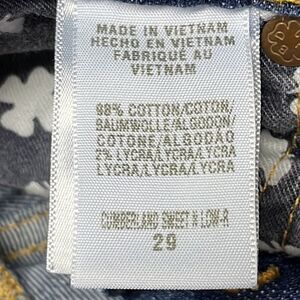 MADE IN VIETNAM
HECHO EN VIETNAM
FABRIQUE AU
VIETNAM
98% COTTON/COTON/
SAUMWOLLE/ALGODON/
COTONE/ALGODÃO
2% LYCRA/LYCRA/LYCRA
LYCRA/LYCRA/LYCRA
CUMBERLAND SWEET N LOW-R
29